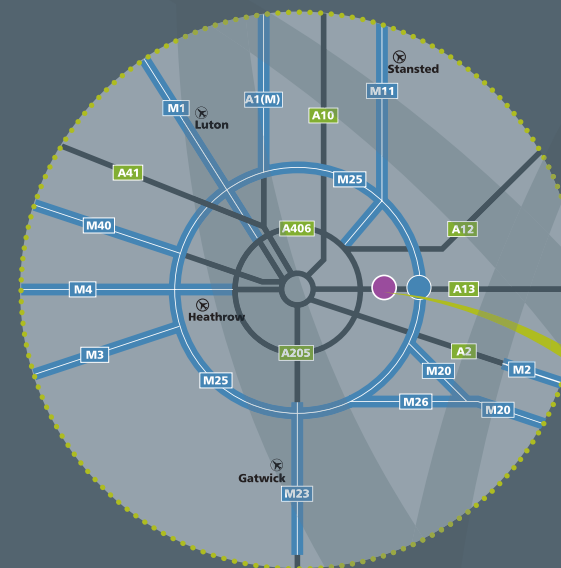 Stansted
M11
A1(M)
M1
A10
Luton
A41
M25
M40
A406
A12
M4
A13
Heathrow
M3
A205
A2
M20
M2
M25
M26
M20
Gatwick
M23